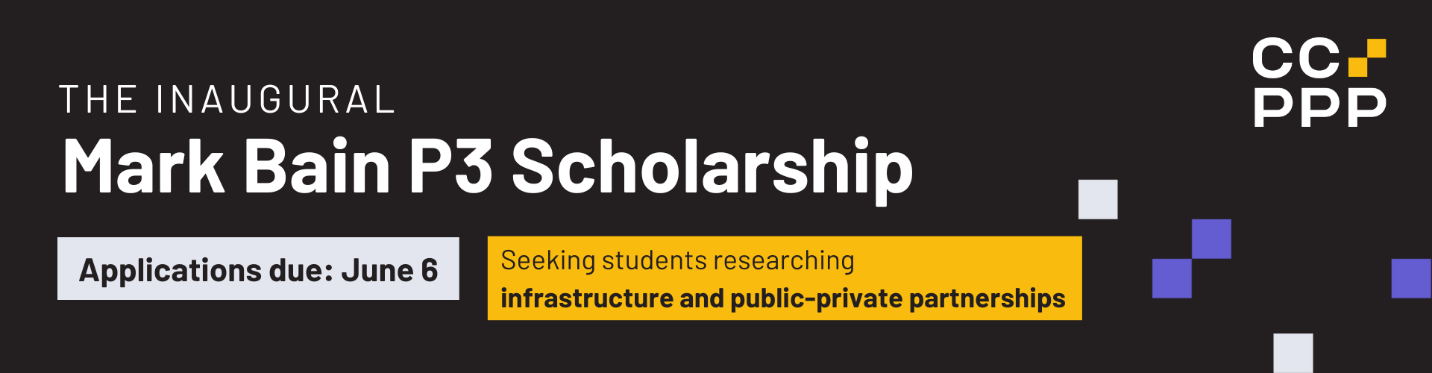 CC
PPP
THE INAUGURAL
Mark Bain P3 Scholarship
Applications due: June 6
Seeking students researching
infrastructure and public-private partnerships